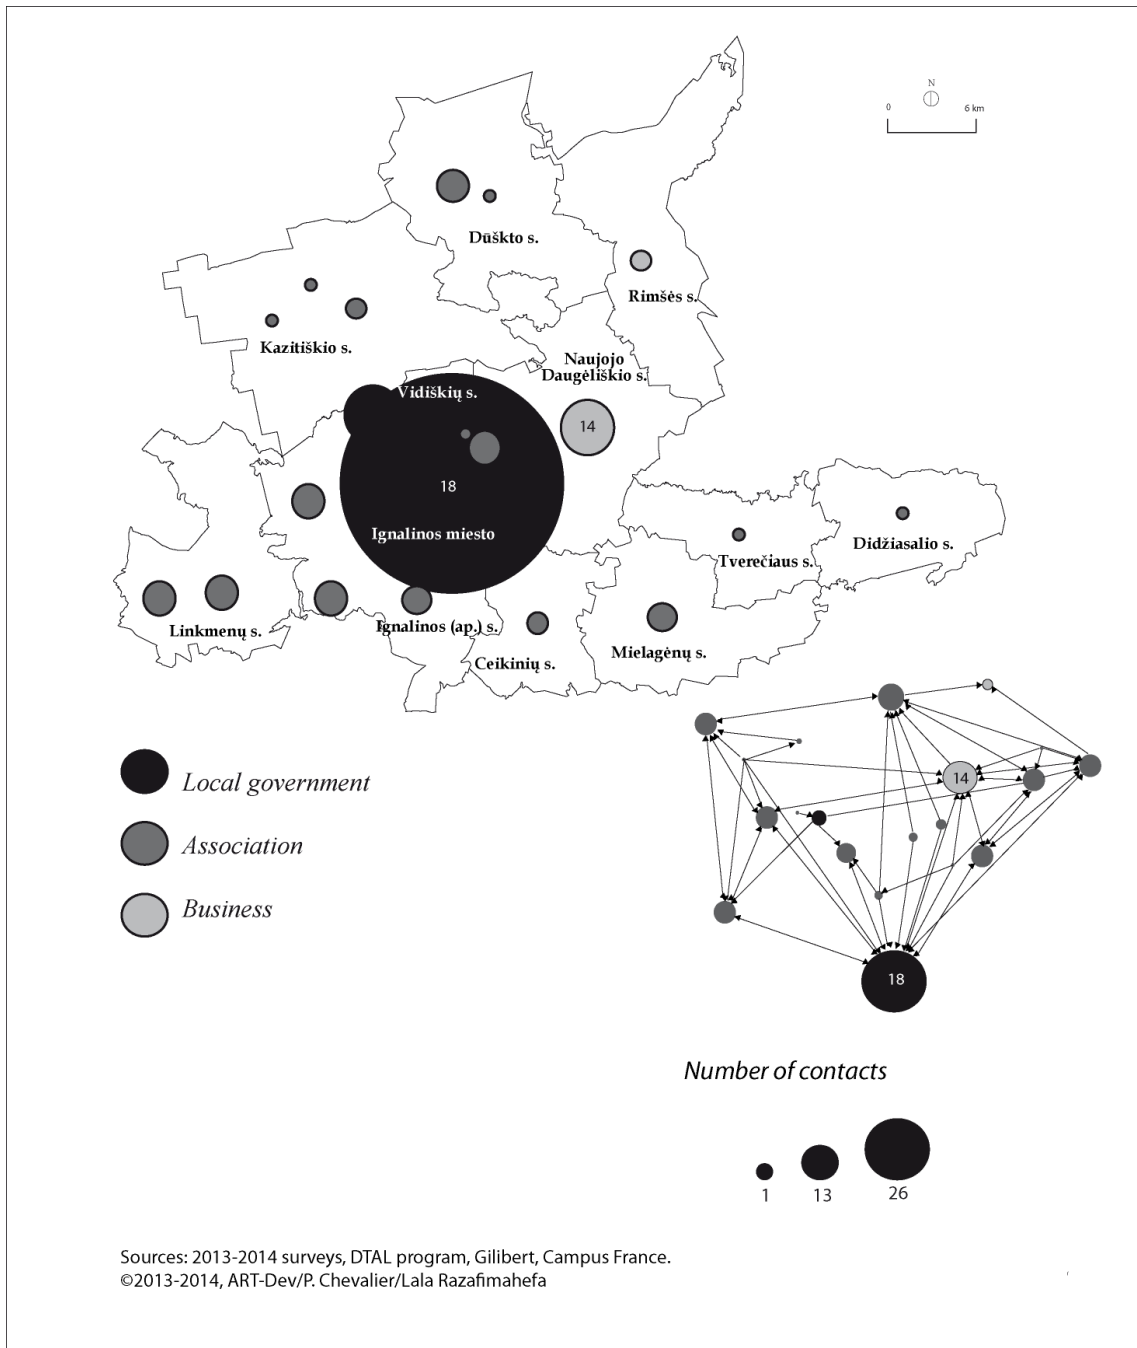 N
0 6 km
Dūškto s.
Rimšės s.
Kazitiškio s.
Naujojo
Daugėliškio s.
Vidiškių s.
14
18
Ignalinos miesto
Didžiasalio s.
Tverečiaus s.
Linkmenų s.
Ignalinos (ap.) s.
Mielagėnų s.
Ceikinių s.
Local government
Association
Business
14
18
Number of contacts
1 13 26
Sources: 2013-2014 surveys, DTAL program, Gilibert, Campus France.
©2013-2014, ART-Dev/P. Chevalier/Lala Razafimahefa